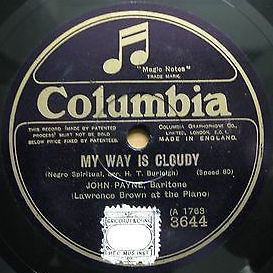 "Magic Notes"
TRADE MARK.
Columbia
THIS RECORD (MADE BY PATENTED
PROCESS) MUST NOT BE SOLD
BELOW PRICE FIXED BY PATENTEES.
COLUMBIA GRAPHOPHONE CO.
LIMITED, LONDON, E.C.1.
MADE IN ENGLAND.
MY WAY IS CLOUDY
(Negro Spiritual, arr. H. T. Burleigh) (Speed 80)
JOHN PAYNE, Baritone
(Lawrence Brown at the Piano)
(A 1763)
3644